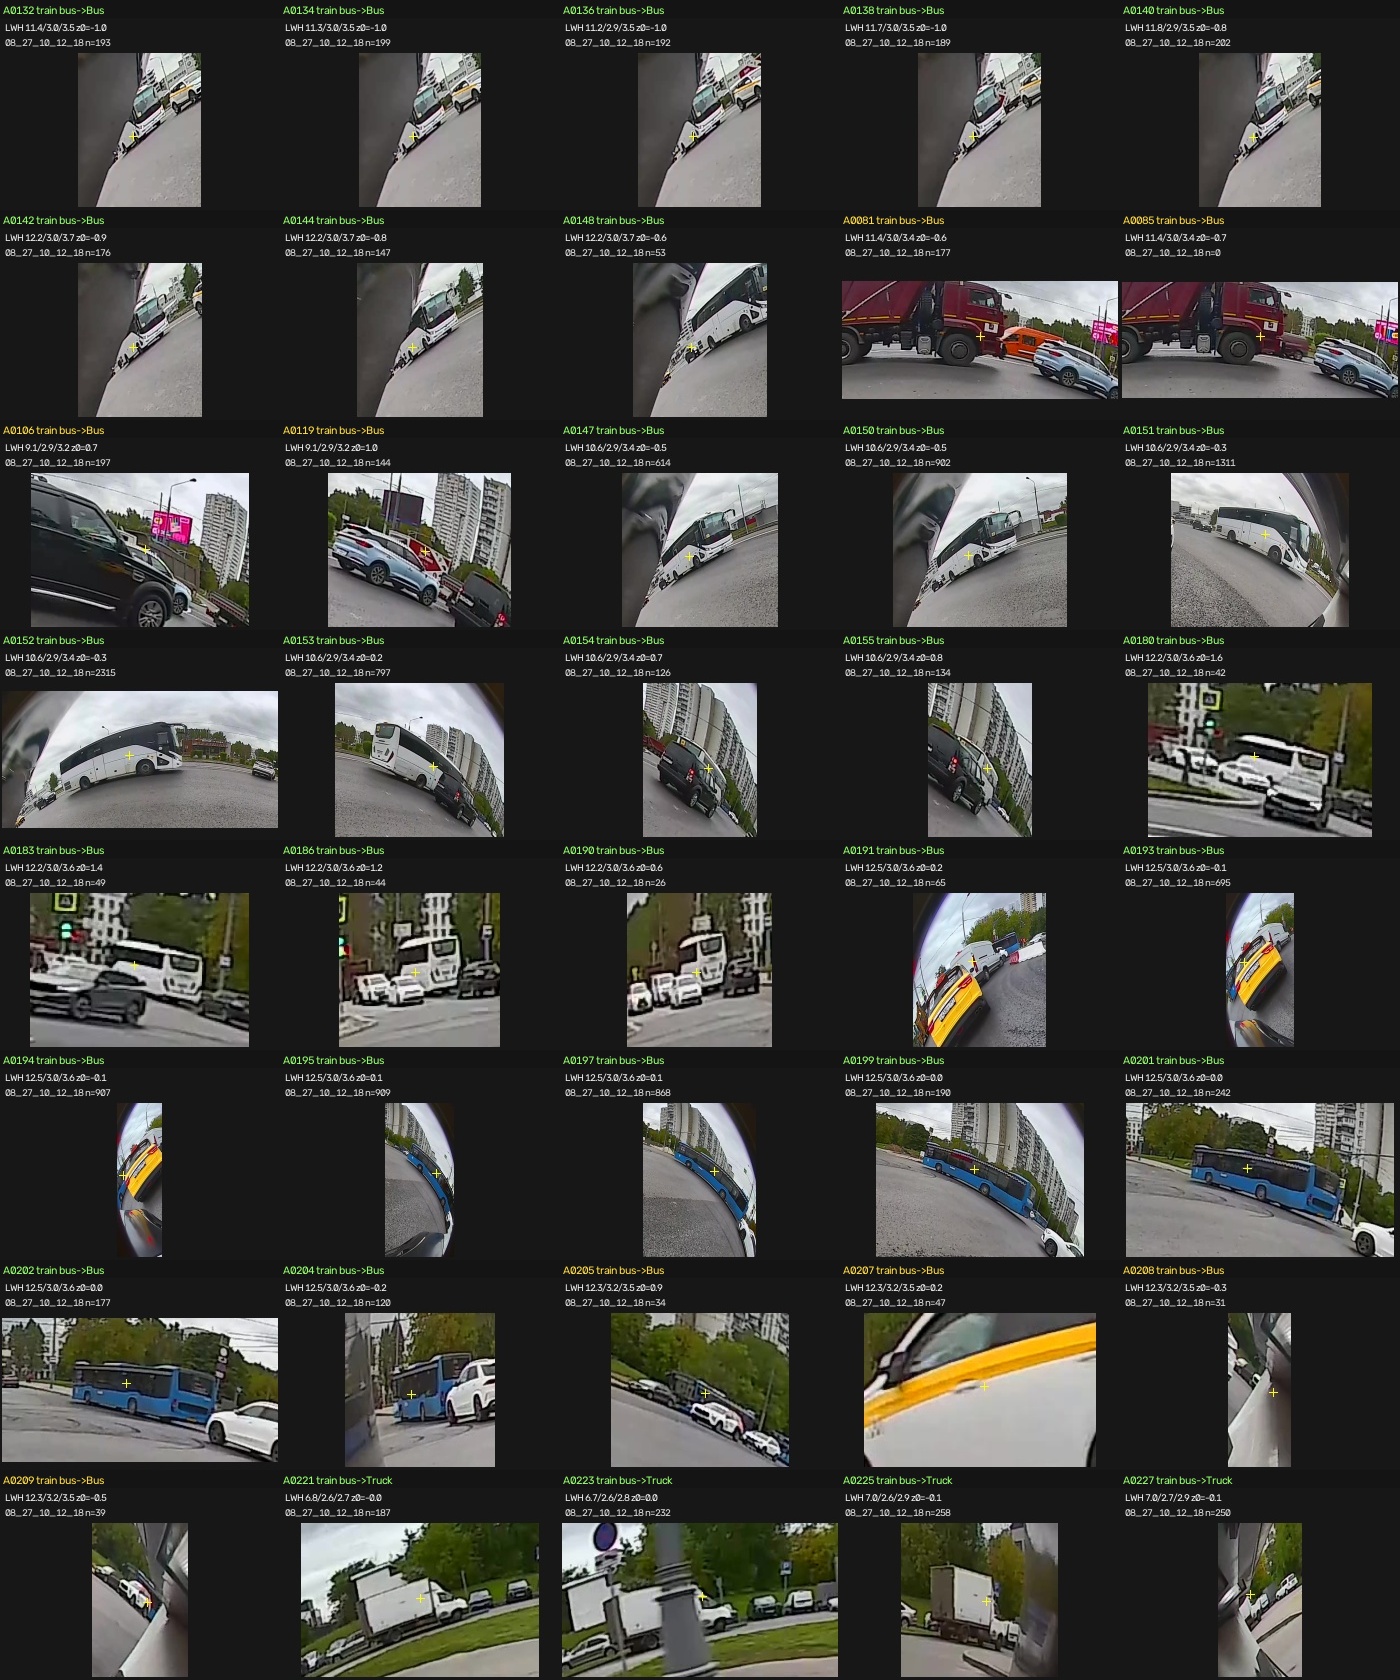 A0132 train bus->Bus
LWH 11.4/3.0/3.5 z0=-1.0
08_27_10_12_18 n=193
A0134 train bus->Bus
LWH 11.3/3.0/3.5 z0=-1.0
08_27_10_12_18 n=199
A0136 train bus->Bus
LWH 11.2/2.9/3.5 z0=-1.0
08_27_10_12_18 n=192
A0138 train bus->Bus
LWH 11.7/3.0/3.5 z0=-1.0
08_27_10_12_18 n=189
A0140 train bus->Bus
LWH 11.8/2.9/3.5 z0=-0.8
08_27_10_12_18 n=202
A0142 train bus->Bus
LWH 12.2/3.0/3.7 z0=-0.9
08_27_10_12_18 n=176
A0144 train bus->Bus
LWH 12.2/3.0/3.7 z0=-0.8
08_27_10_12_18 n=147
A0148 train bus->Bus
LWH 12.2/3.0/3.7 z0=-0.6
08_27_10_12_18 n=53
A0081 train bus->Bus
LWH 11.4/3.0/3.4 z0=-0.6
08_27_10_12_18 n=177
A0085 train bus->Bus
LWH 11.4/3.0/3.4 z0=-0.7
08_27_10_12_18 n=0
A0106 train bus->Bus
LWH 9.1/2.9/3.2 z0=0.7
08_27_10_12_18 n=197
A0119 train bus->Bus
LWH 9.1/2.9/3.2 z0=1.0
08_27_10_12_18 n=144
A0147 train bus->Bus
LWH 10.6/2.9/3.4 z0=-0.5
08_27_10_12_18 n=614
A0150 train bus->Bus
LWH 10.6/2.9/3.4 z0=-0.5
08_27_10_12_18 n=902
A0151 train bus->Bus
LWH 10.6/2.9/3.4 z0=-0.3
08_27_10_12_18 n=1311
A0152 train bus->Bus
LWH 10.6/2.9/3.4 z0=-0.3
08_27_10_12_18 n=2315
A0153 train bus->Bus
LWH 10.6/2.9/3.4 z0=0.2
08_27_10_12_18 n=797
A0154 train bus->Bus
LWH 10.6/2.9/3.4 z0=0.7
08_27_10_12_18 n=126
A0155 train bus->Bus
LWH 10.6/2.9/3.4 z0=0.8
08_27_10_12_18 n=134
A0180 train bus->Bus
LWH 12.2/3.0/3.6 z0=1.6
08_27_10_12_18 n=42
A0183 train bus->Bus
LWH 12.2/3.0/3.6 z0=1.4
08_27_10_12_18 n=49
A0186 train bus->Bus
LWH 12.2/3.0/3.6 z0=1.2
08_27_10_12_18 n=44
A0190 train bus->Bus
LWH 12.2/3.0/3.6 z0=0.6
08_27_10_12_18 n=26
A0191 train bus->Bus
LWH 12.5/3.0/3.6 z0=0.2
08_27_10_12_18 n=65
A0193 train bus->Bus
LWH 12.5/3.0/3.6 z0=-0.1
08_27_10_12_18 n=695
A0194 train bus->Bus
LWH 12.5/3.0/3.6 z0=-0.1
08_27_10_12_18 n=907
A0195 train bus->Bus
LWH 12.5/3.0/3.6 z0=0.1
08_27_10_12_18 n=909
A0197 train bus->Bus
LWH 12.5/3.0/3.6 z0=0.1
08_27_10_12_18 n=868
A0199 train bus->Bus
LWH 12.5/3.0/3.6 z0=0.0
08_27_10_12_18 n=190
A0201 train bus->Bus
LWH 12.5/3.0/3.6 z0=0.0
08_27_10_12_18 n=242
A0202 train bus->Bus
LWH 12.5/3.0/3.6 z0=0.0
08_27_10_12_18 n=177
A0204 train bus->Bus
LWH 12.5/3.0/3.6 z0=-0.2
08_27_10_12_18 n=120
A0205 train bus->Bus
LWH 12.3/3.2/3.5 z0=0.9
08_27_10_12_18 n=34
A0207 train bus->Bus
LWH 12.3/3.2/3.5 z0=0.2
08_27_10_12_18 n=47
A0208 train bus->Bus
LWH 12.3/3.2/3.5 z0=-0.3
08_27_10_12_18 n=31
A0209 train bus->Bus
LWH 12.3/3.2/3.5 z0=-0.5
08_27_10_12_18 n=39
A0221 train bus->Truck
LWH 6.8/2.6/2.7 z0=-0.0
08_27_10_12_18 n=187
A0223 train bus->Truck
LWH 6.7/2.6/2.8 z0=0.0
08_27_10_12_18 n=232
A0225 train bus->Truck
LWH 7.0/2.6/2.9 z0=-0.1
08_27_10_12_18 n=258
A0227 train bus->Truck
LWH 7.0/2.7/2.9 z0=-0.1
08_27_10_12_18 n=250